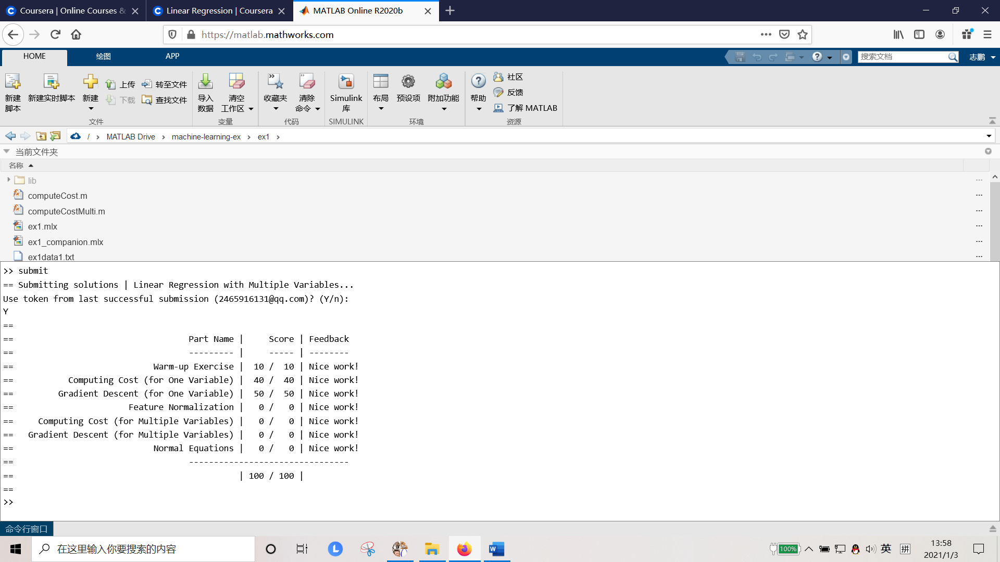 Coursera | Online Courses &
Linear Regression | Coursera
MATLAB Online R2020b
https://matlab.mathworks.com
HOME
绘图
APP
搜索文档
志鹏
新建
脚本
新建实时脚本
新建
上传
下载
转至文件
查找文件
导入
数据
清空
工作区
收藏夹
清除
命令
Simulink
库
布局
预设项
附加功能
帮助
社区
反馈
了解 MATLAB
文件
变量
代码
SIMULINK
环境
资源
/ › MATLAB Drive › machine-learning-ex › ex1 ›
当前文件夹
名称
lib
computeCost.m
computeCostMulti.m
ex1.mlx
ex1_companion.mlx
ex1data1.txt
>> submit
== Submitting solutions | Linear Regression with Multiple Variables...
Use token from last successful submission (2465916131@qq.com)? (Y/n):
Y
==
== Part Name | Score | Feedback
== --------- | ----- | --------
== Warm-up Exercise | 10 / 10 | Nice work!
== Computing Cost (for One Variable) | 40 / 40 | Nice work!
== Gradient Descent (for One Variable) | 50 / 50 | Nice work!
== Feature Normalization | 0 / 0 | Nice work!
== Computing Cost (for Multiple Variables) | 0 / 0 | Nice work!
== Gradient Descent (for Multiple Variables) | 0 / 0 | Nice work!
== Normal Equations | 0 / 0 | Nice work!
== --------------------------------
== | 100 / 100 |
==
>>
命令行窗口
在这里输入你要搜索的内容
100%
英
拼
13:58
2021/1/3